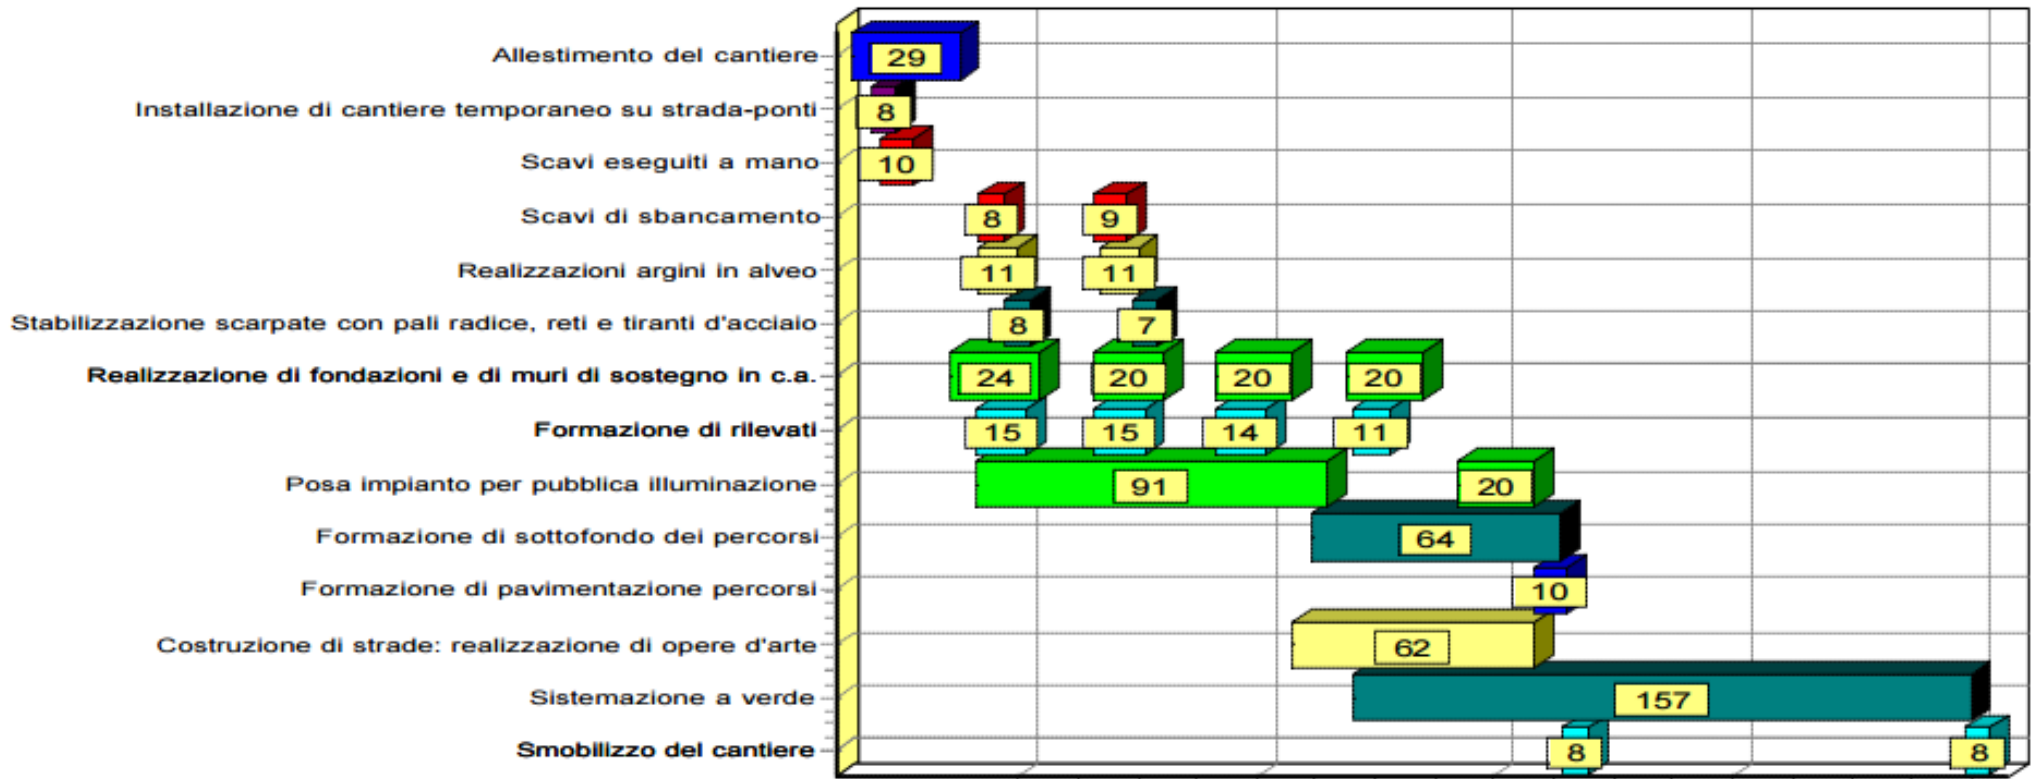 Allestimento del cantiere 29
Installazione di cantiere temporaneo su strada-ponti 8
Scavi eseguiti a mano 10
Scavi di sbancamento 8 9
Realizzazioni argini in alveo 11 11
Stabilizzazione scarpate con pali radice, reti e tiranti d'acciaio 8 7
Realizzazione di fondazioni e di muri di sostegno in c.a. 24 20 20 20
Formazione di rilevati 15 15 14 11
Posa impianto per pubblica illuminazione 91 20
Formazione di sottofondo dei percorsi 64
Formazione di pavimentazione percorsi 10
Costruzione di strade: realizzazione di opere d'arte 62
Sistemazione a verde 157
Smobilizzo del cantiere 8 8